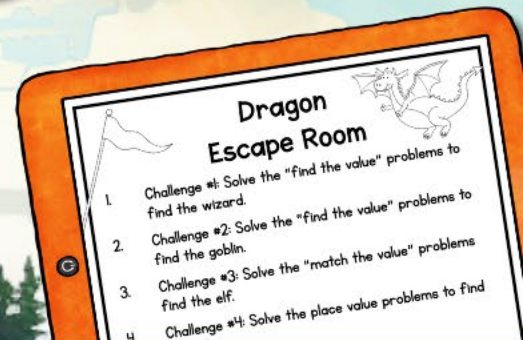 Dragon
Escape Room
1. Challenge #1: Solve the "find the value" problems to
find the wizard.
2. Challenge #2: Solve the "find the value" problems to
find the goblin.
3. Challenge #3: Solve the "match the value" problems
find the elf.
4 Challenge #4: Solve the place value problems to find